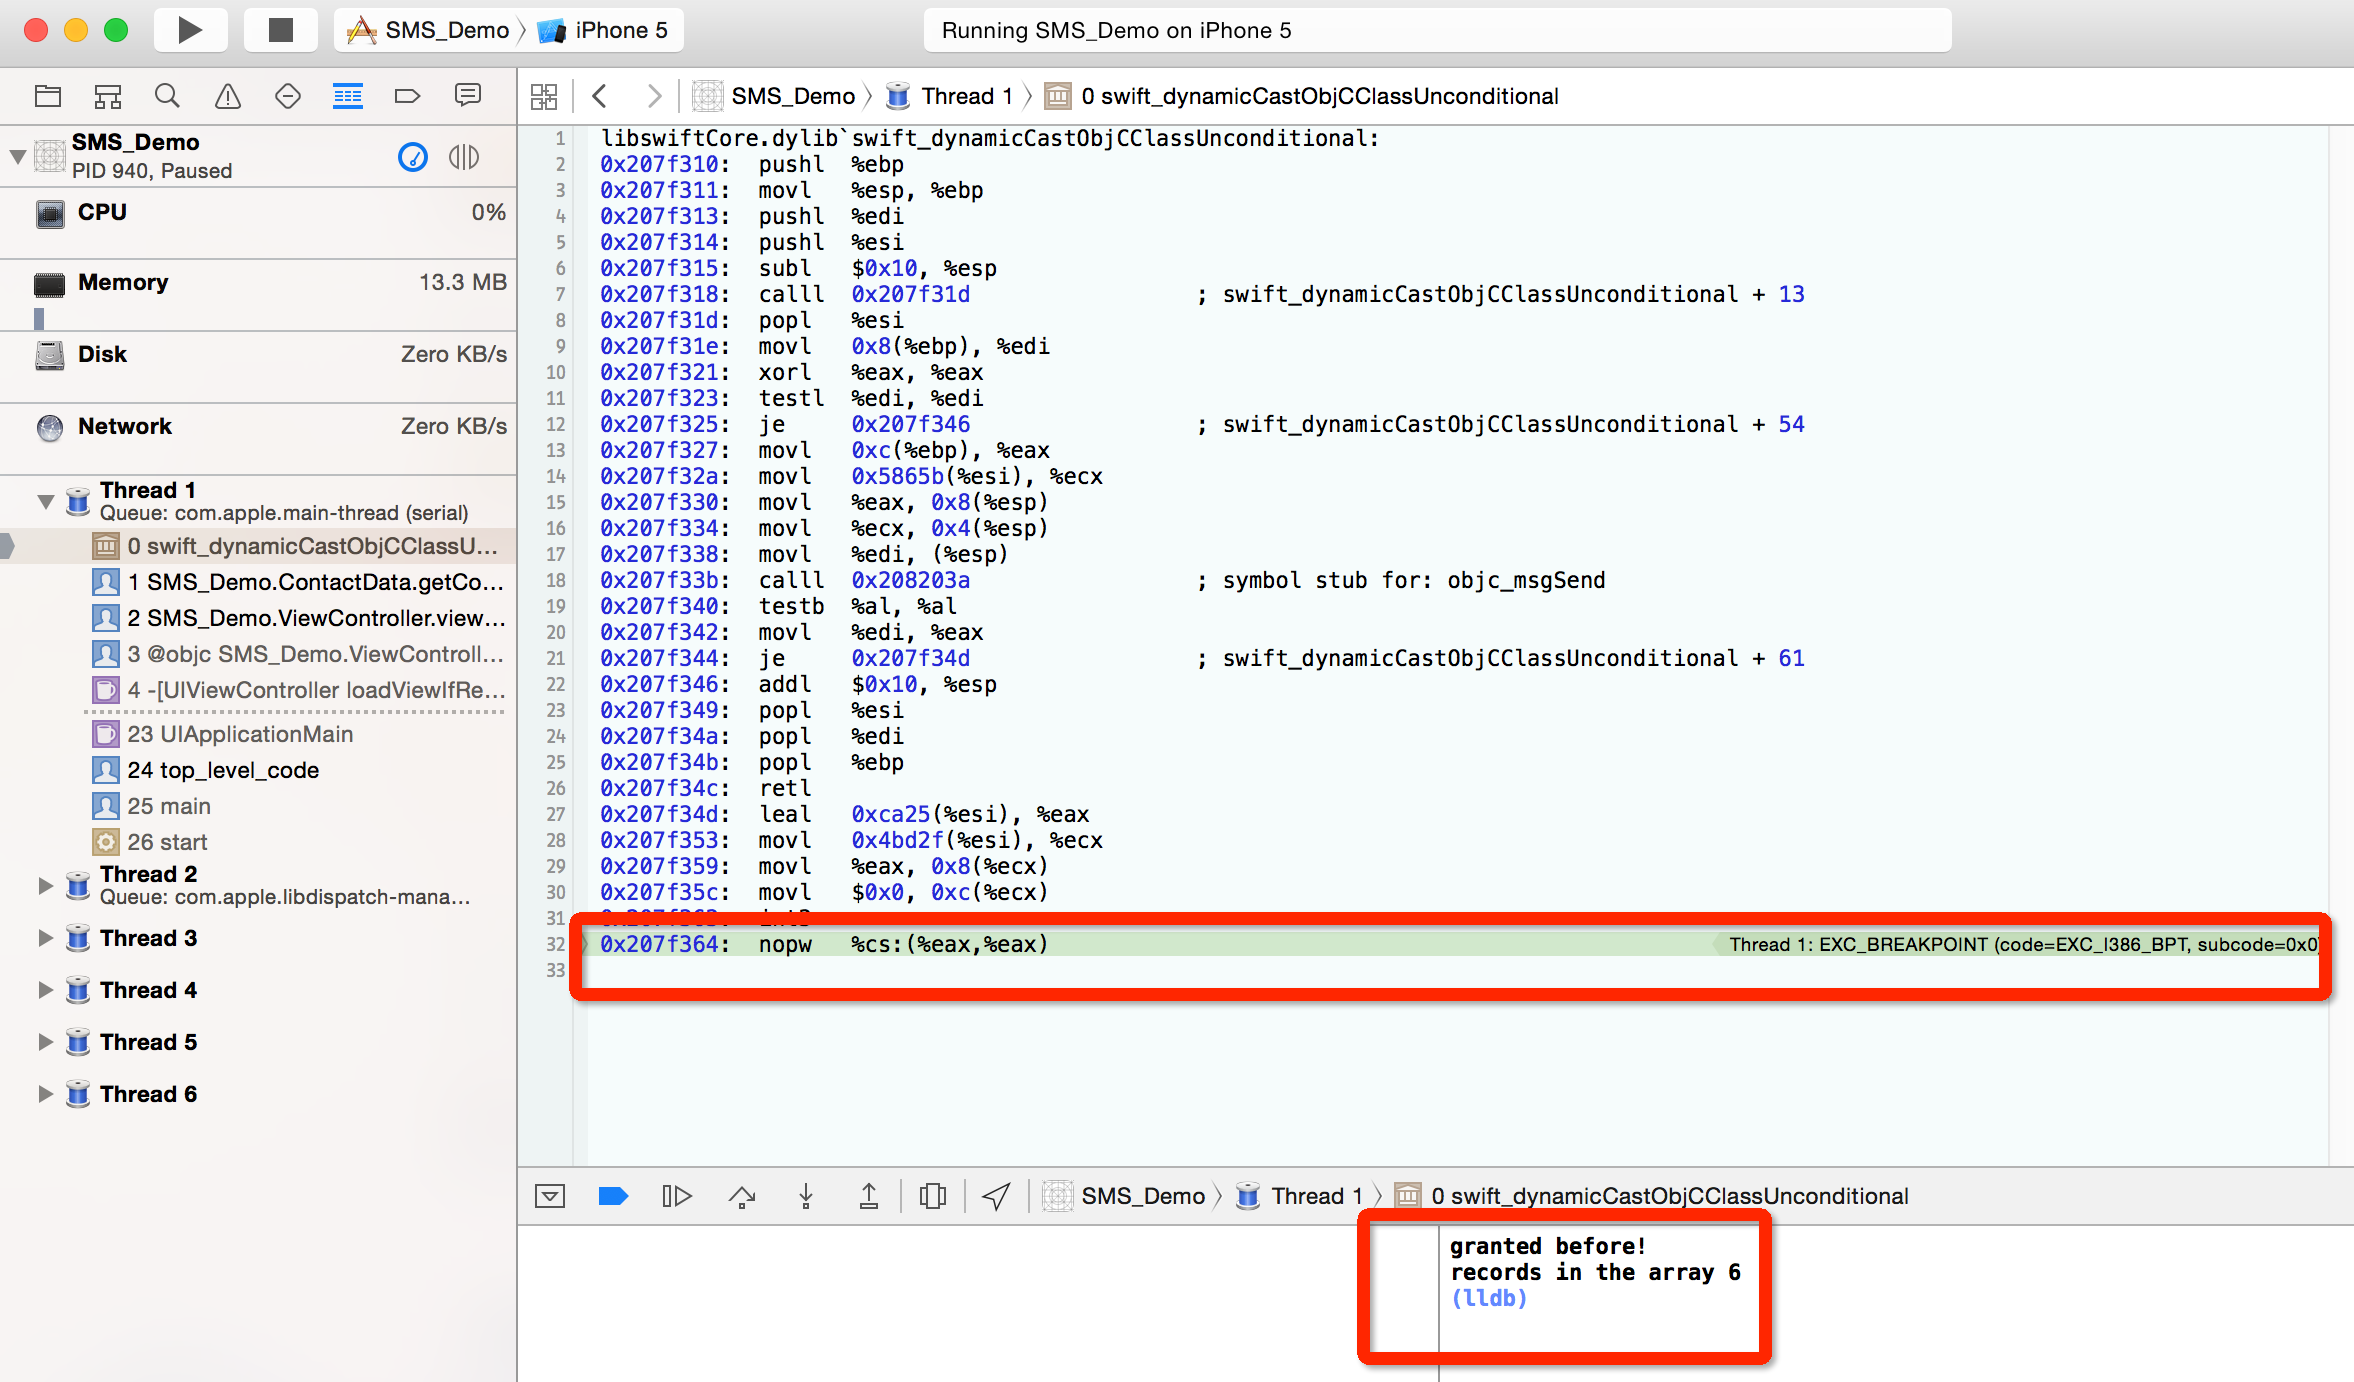 SMS_Demo iPhone 5
Running SMS_Demo on iPhone 5
SMS_Demo Thread 1 0 swift_dynamicCastObjCClassUnconditional
SMS_Demo
PID 940, Paused
CPU 0%
Memory 13.3 MB
Disk Zero KB/s
Network Zero KB/s
Thread 1
Queue: com.apple.main-thread (serial)
0 swift_dynamicCastObjCClassU...
1 SMS_Demo.ContactData.getCo...
2 SMS_Demo.ViewController.view...
3 @objc SMS_Demo.ViewControll...
4 -[UIViewController loadViewIfRe...
23 UIApplicationMain
24 top_level_code
25 main
26 start
Thread 2
Queue: com.apple.libdispatch-mana...
Thread 3
Thread 4
Thread 5
Thread 6
1 libswiftCore.dylib`swift_dynamicCastObjCClassUnconditional:
2 0x207f310: pushl %ebp
3 0x207f311: movl %esp, %ebp
4 0x207f313: pushl %edi
5 0x207f314: pushl %esi
6 0x207f315: subl $0x10, %esp
7 0x207f318: calll 0x207f31d ; swift_dynamicCastObjCClassUnconditional + 13
8 0x207f31d: popl %esi
9 0x207f31e: movl 0x8(%ebp), %edi
10 0x207f321: xorl %eax, %eax
11 0x207f323: testl %edi, %edi
12 0x207f325: je 0x207f346 ; swift_dynamicCastObjCClassUnconditional + 54
13 0x207f327: movl 0xc(%ebp), %eax
14 0x207f32a: movl 0x5865b(%esi), %ecx
15 0x207f330: movl %eax, 0x8(%esp)
16 0x207f334: movl %ecx, 0x4(%esp)
17 0x207f338: movl %edi, (%esp)
18 0x207f33b: calll 0x208203a ; symbol stub for: objc_msgSend
19 0x207f340: testb %al, %al
20 0x207f342: movl %edi, %eax
21 0x207f344: je 0x207f34d ; swift_dynamicCastObjCClassUnconditional + 61
22 0x207f346: addl $0x10, %esp
23 0x207f349: popl %esi
24 0x207f34a: popl %edi
25 0x207f34b: popl %ebp
26 0x207f34c: retl
27 0x207f34d: leal 0xca25(%esi), %eax
28 0x207f353: movl 0x4bd2f(%esi), %ecx
29 0x207f359: movl %eax, 0x8(%ecx)
30 0x207f35c: movl $0x0, 0xc(%ecx)
31
32 0x207f364: nopw %cs:(%eax,%eax) Thread 1: EXC_BREAKPOINT (code=EXC_I386_BPT, subcode=0x0)
33
SMS_Demo Thread 1 0 swift_dynamicCastObjCClassUnconditional
granted before!
records in the array 6
(lldb)